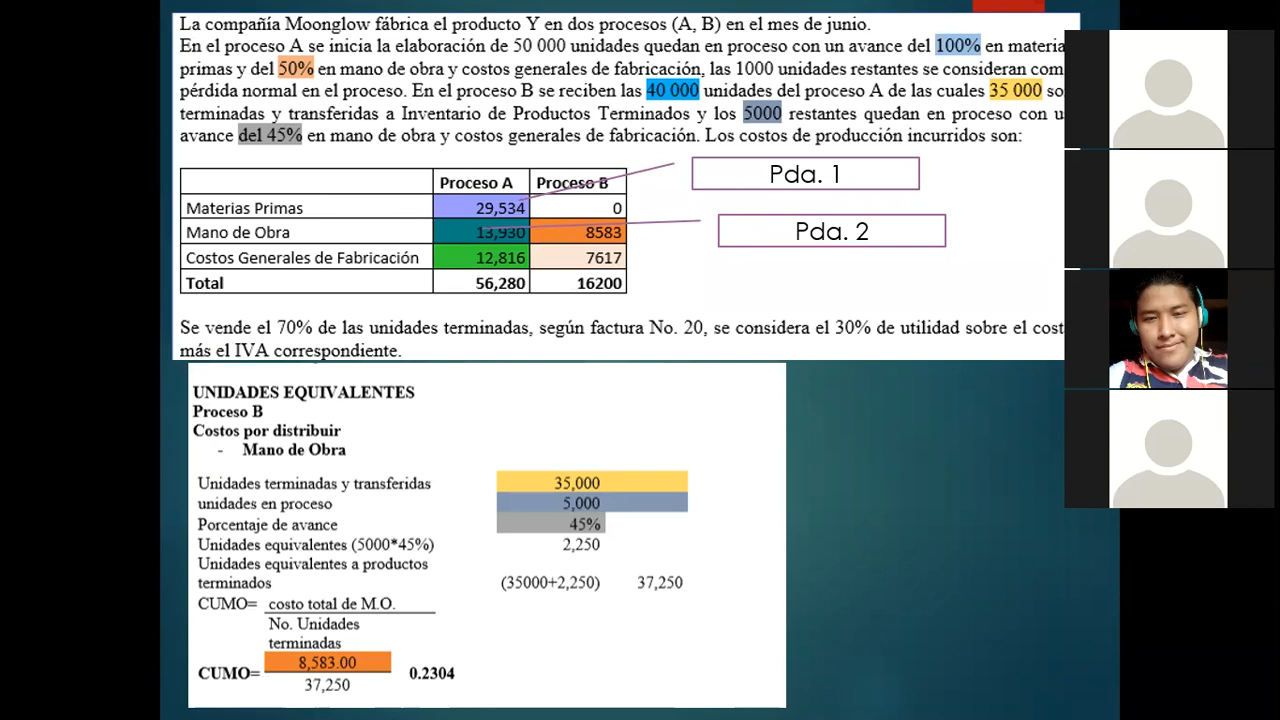 La compañía Moonglow fábrica el producto Y en dos procesos (A, B) en el mes de junio.
En el proceso A se inicia la elaboración de 50 000 unidades quedan en proceso con un avance del 100% en materia
primas y del 50% en mano de obra y costos generales de fabricación, las 1000 unidades restantes se consideran com
pérdida normal en el proceso. En el proceso B se reciben las 40 000 unidades del proceso A de las cuales 35 000 so
terminadas y transferidas a Inventario de Productos Terminados y los 5000 restantes quedan en proceso con u
avance del 45% en mano de obra y costos generales de fabricación. Los costos de producción incurridos son:
Proceso A Proceso B
Materias Primas 29,534 0
Mano de Obra 13,930 8583
Costos Generales de Fabricación 12,816 7617
Total 56,280 16200
Pda. 1
Pda. 2
Se vende el 70% de las unidades terminadas, según factura No. 20, se considera el 30% de utilidad sobre el cost
más el IVA correspondiente.
UNIDADES EQUIVALENTES
Proceso B
Costos por distribuir
- Mano de Obra
Unidades terminadas y transferidas 35,000
unidades en proceso 5,000
Porcentaje de avance 45%
Unidades equivalentes (5000*45%) 2,250
Unidades equivalentes a productos
terminados (35000+2,250) 37,250
CUMO= costo total de M.O.
No. Unidades
terminadas
CUMO= 8,583.00 0.2304
37,250